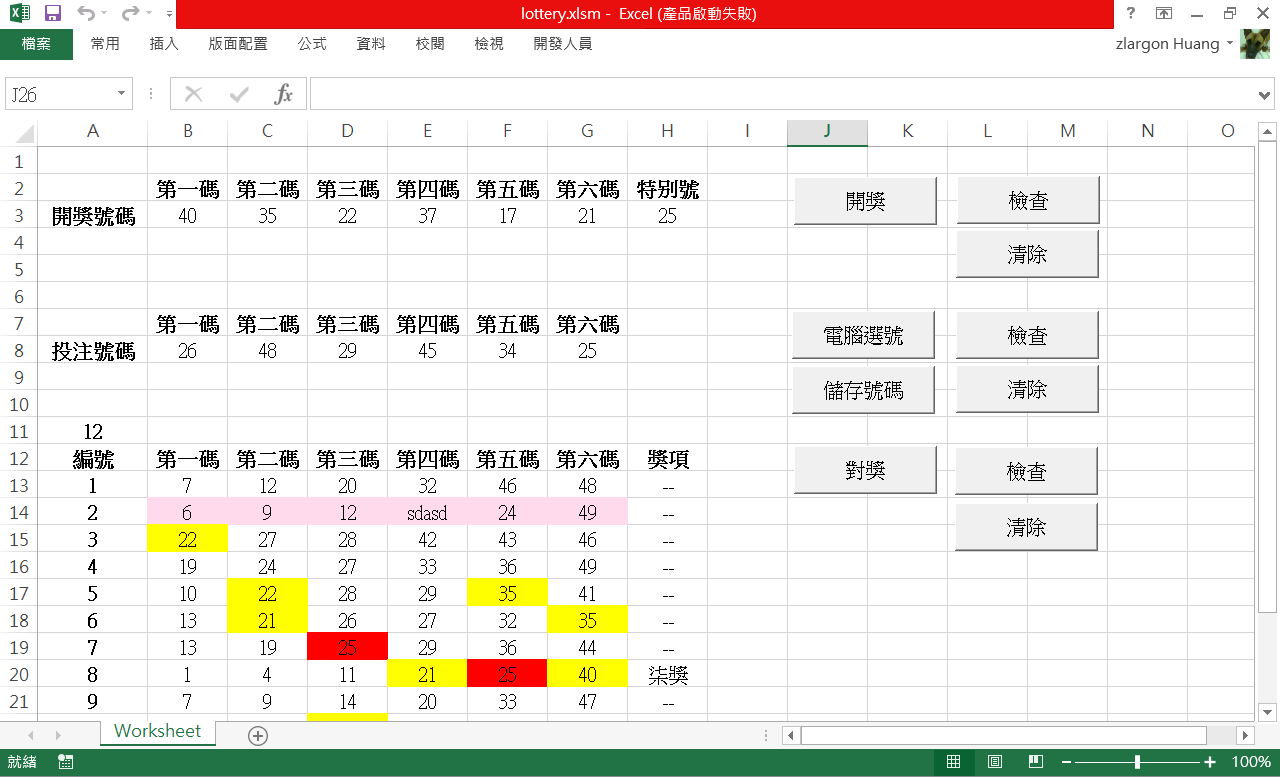 lottery.xlsm - Excel (產品啟動失敗)
檔案 常用 插入 版面配置 公式 資料 校閱 檢視 開發人員 zlargon Huang
J26 fx
A B C D E F G H I J K L M N O
1
2 第一碼 第二碼 第三碼 第四碼 第五碼 第六碼 特別號 開獎 檢查
3 開獎號碼 40 35 22 37 17 21 25
4
5 清除
6
7 第一碼 第二碼 第三碼 第四碼 第五碼 第六碼
8 投注號碼 26 48 29 45 34 25 電腦選號 檢查
9
10 儲存號碼 清除
11 12
12 編號 第一碼 第二碼 第三碼 第四碼 第五碼 第六碼 獎項 對獎 檢查
13 1 7 12 20 32 46 48 --
14 2 6 9 12 sdasd 24 49 --
15 3 22 27 28 42 43 46 -- 清除
16 4 19 24 27 33 36 49 --
17 5 10 22 28 29 35 41 --
18 6 13 21 26 27 32 35 --
19 7 13 19 25 29 36 44 --
20 8 1 4 11 21 25 40 柒獎
21 9 7 9 14 20 33 47 --
Worksheet
就緒 100%